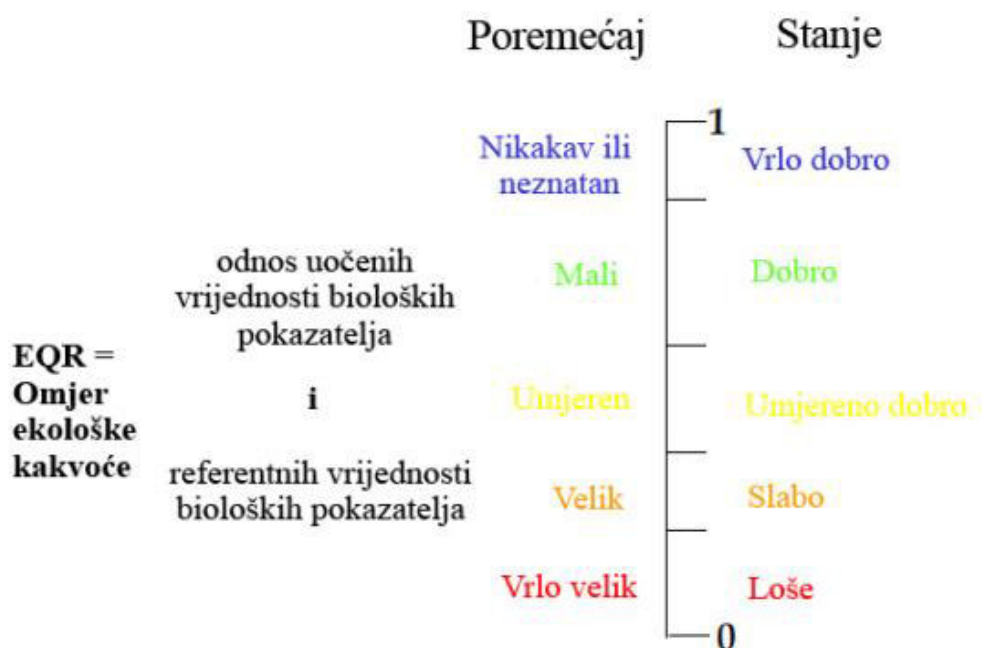 Poremećaj
Stanje
EQR =
Omjer
ekološke
kakvoće
odnos uočenih
vrijednosti bioloških
pokazatelja
i
referentnih vrijednosti
bioloških pokazatelja
Nikakav ili
neznatan
Mali
Umjeren
Velik
Vrlo velik
1
0
Vrlo dobro
Dobro
Umjereno dobro
Slabo
Loše